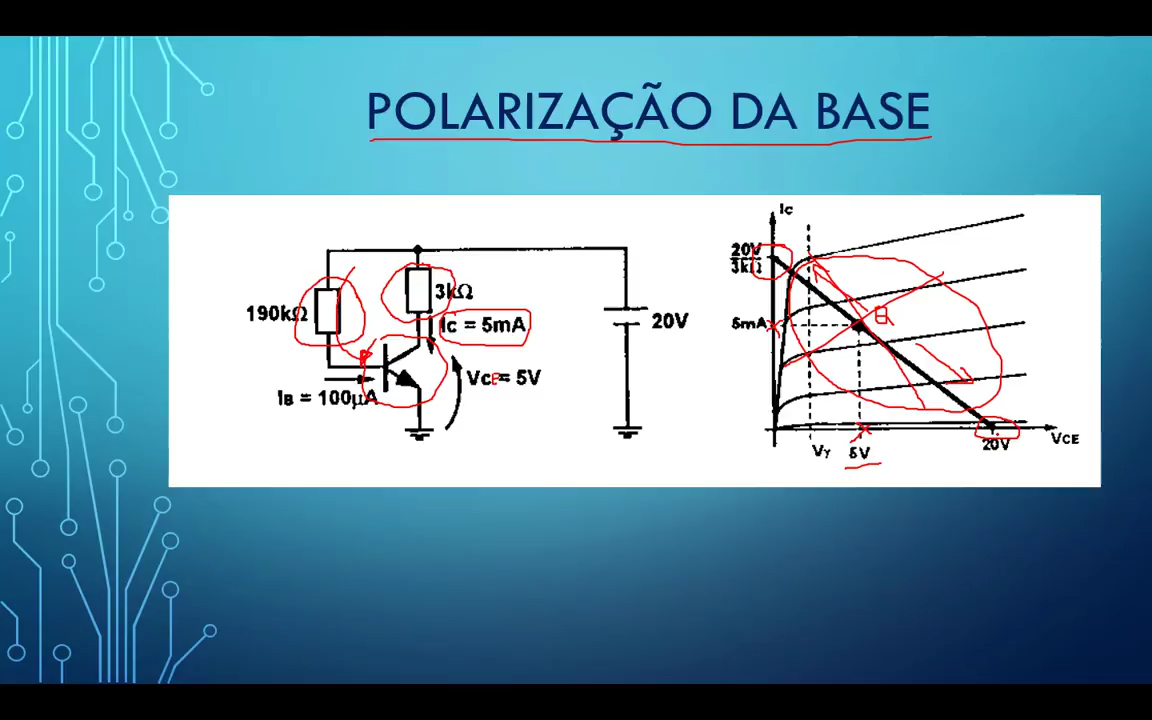 POLARIZAÇÃO DA BASE
190kΩ
3kΩ
Ic = 5mA
20V
VCE = 5V
IB = 100μA
Ic
20V
3kΩ
5mA
Vγ
5V
20V
VCE